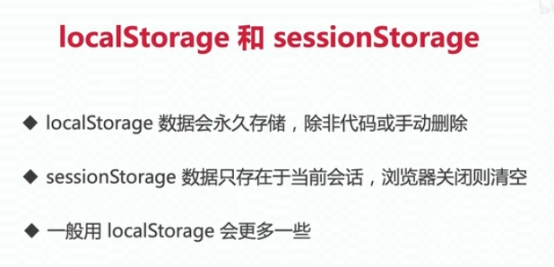 localStorage 和 sessionStorage
◆ localStorage 数据会永久存储，除非代码或手动删除
◆ sessionStorage 数据只存在于当前会话，浏览器关闭则清空
◆ 一般用 localStorage 会更多一些